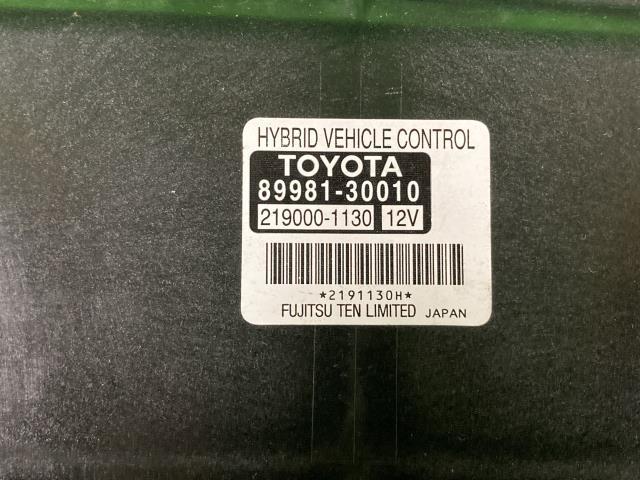 HYBRID VEHICLE CONTROL
TOYOTA
89981-30010
219000-1130 12V
*2191130H*
FUJITSU TEN LIMITED JAPAN